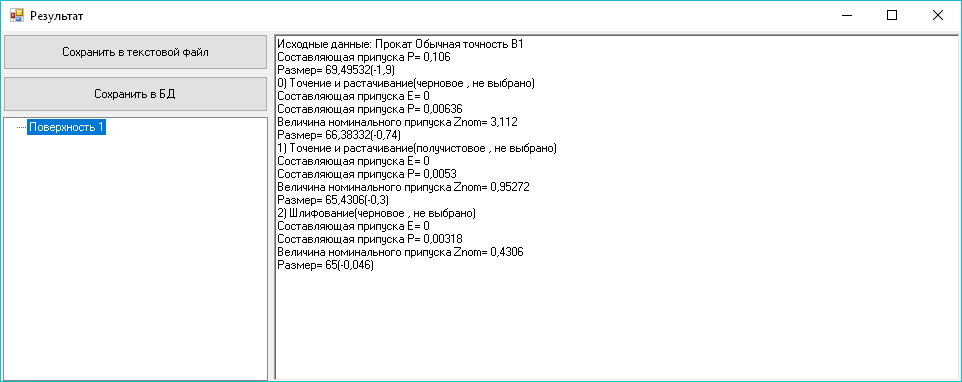 Результат
Сохранить в текстовой файл
Сохранить в БД
Поверхность 1
Исходные данные: Прокат Обычная точность В1
Составляющая припуска P= 0,106
Размер= 69,49532(-1,9)
0) Точение и растачивание(черновое , не выбрано)
Составляющая припуска E= 0
Составляющая припуска P= 0,00636
Величина номинального припуска Znom= 3,112
Размер= 66,38332(-0,74)
1) Точение и растачивание(получистовое , не выбрано)
Составляющая припуска E= 0
Составляющая припуска P= 0,0053
Величина номинального припуска Znom= 0,95272
Размер= 65,4306(-0,3)
2) Шлифование(черновое , не выбрано)
Составляющая припуска E= 0
Составляющая припуска P= 0,00318
Величина номинального припуска Znom= 0,4306
Размер= 65(-0,046)